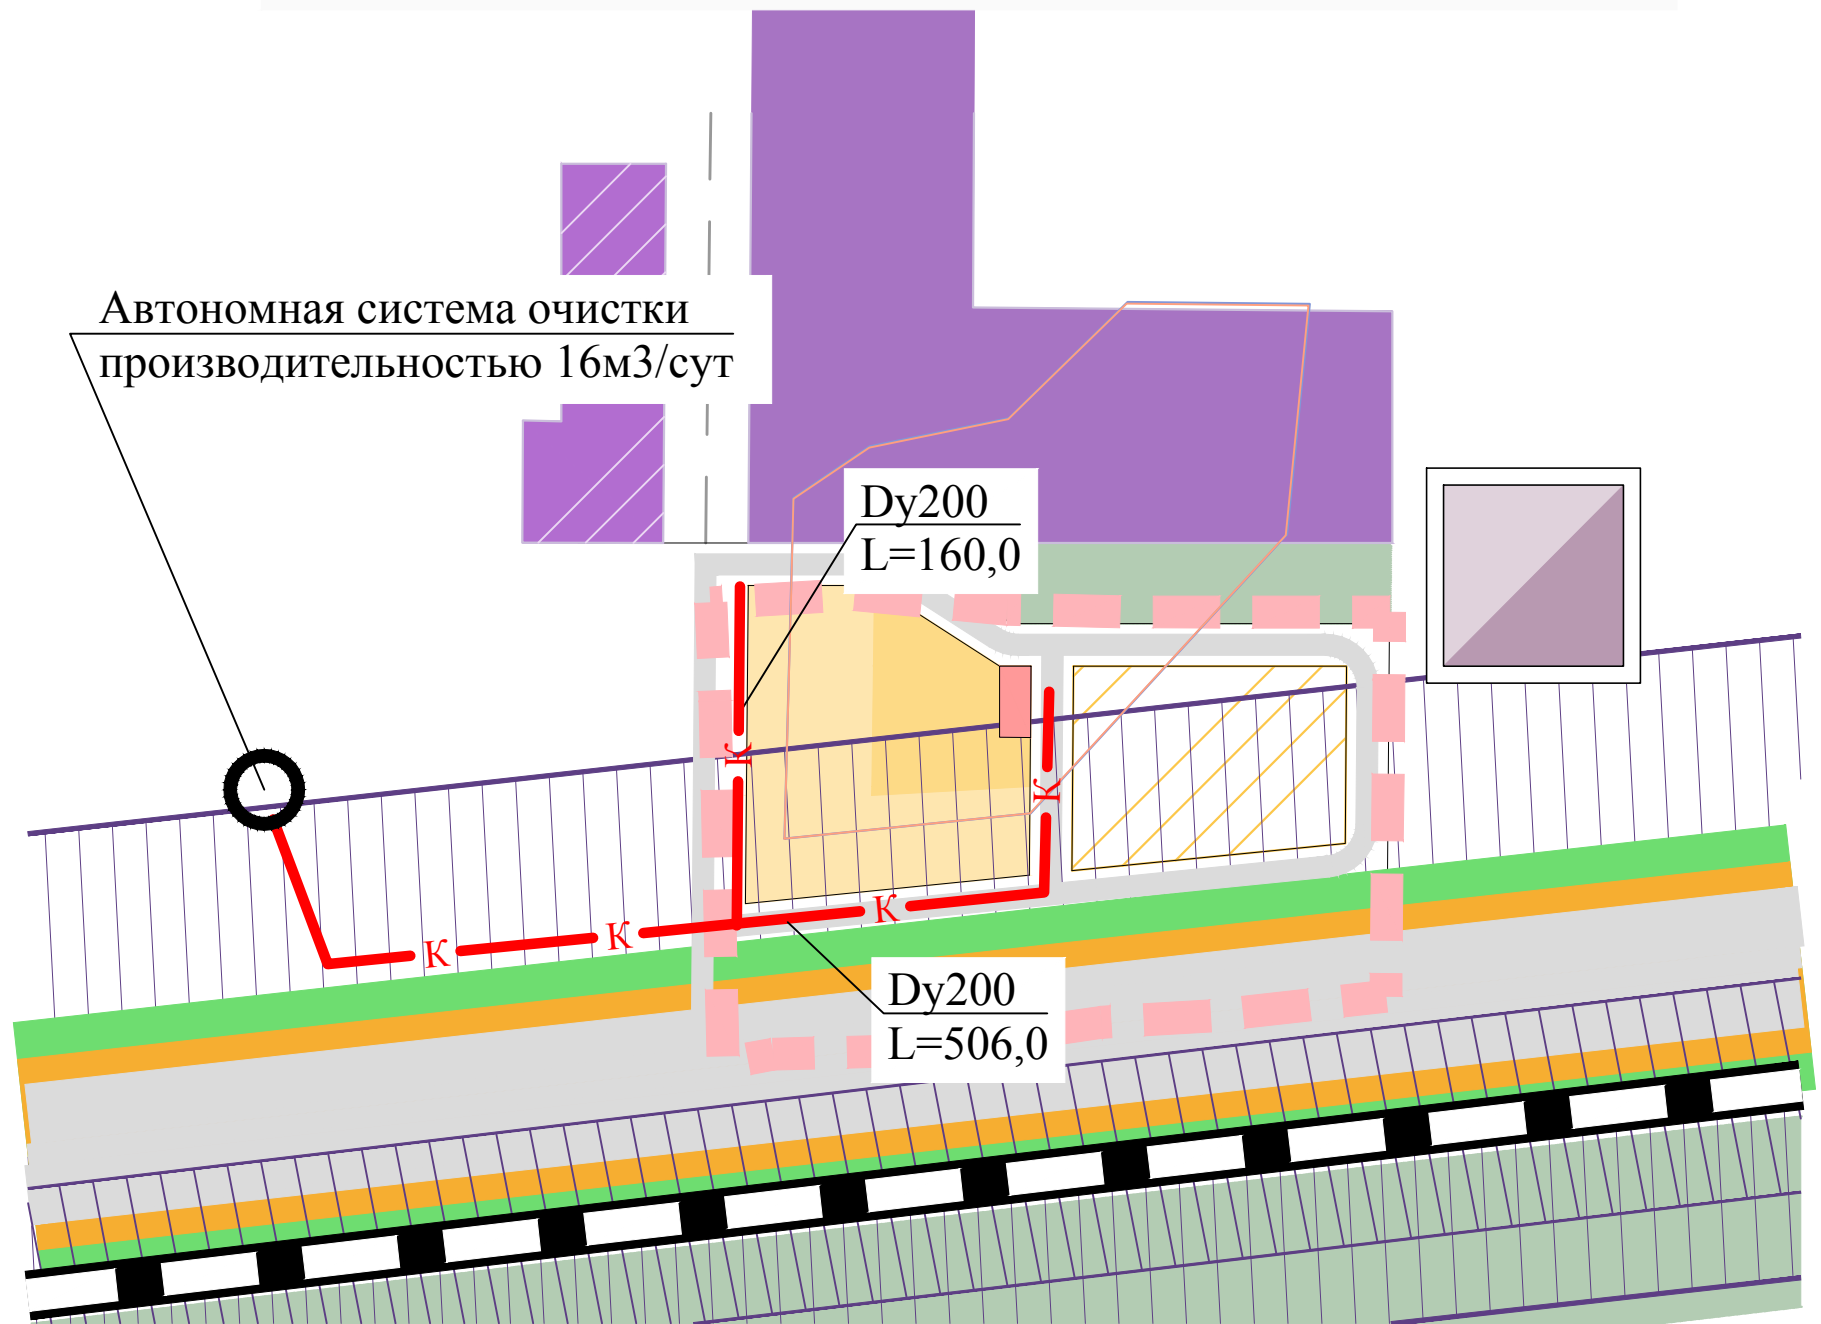 Автономная система очистки
производительностью 16м3/сут
Dy200
L=160,0
К
К
К
К
К
Dy200
L=506,0